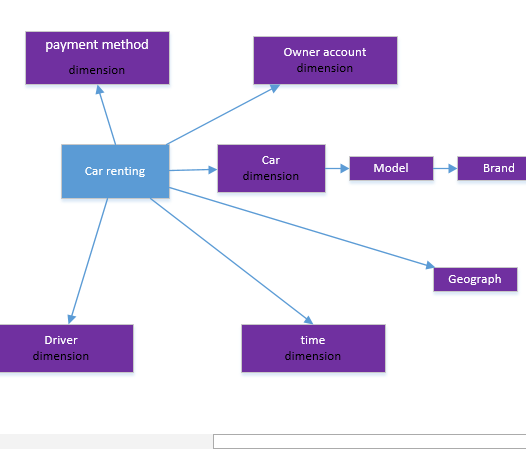 payment method
dimension
Owner account
dimension
Car renting
Car
dimension
Model
Brand
Geograph
Driver
dimension
time
dimension